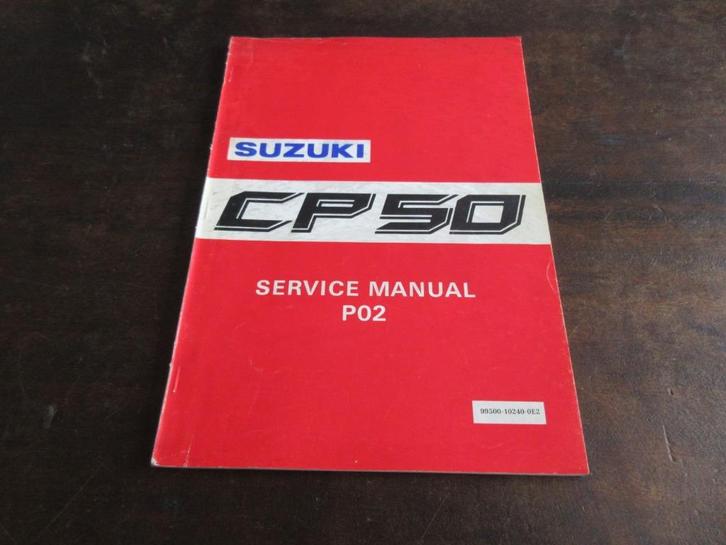 SUZUKI
CP50
SERVICE MANUAL
P02
99500-10240-0E2